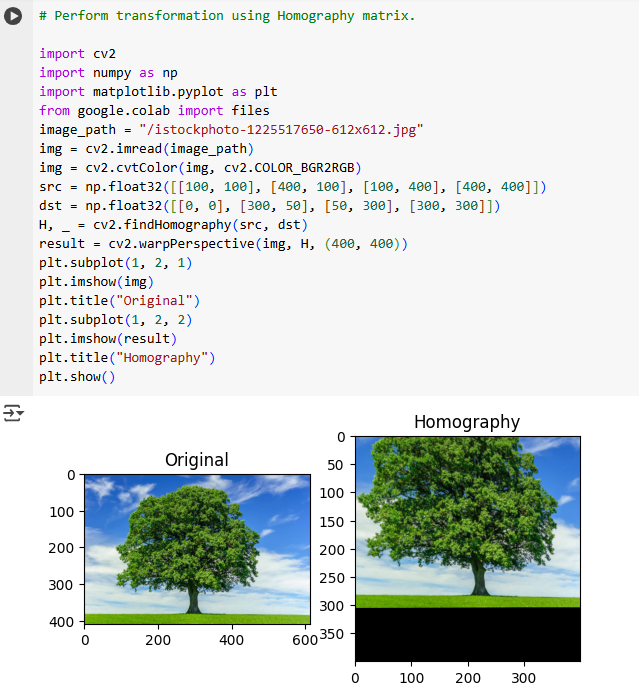 # Perform transformation using Homography matrix.
import cv2
import numpy as np
import matplotlib.pyplot as plt
from google.colab import files
image_path = "/istockphoto-1225517650-612x612.jpg"
img = cv2.imread(image_path)
img = cv2.cvtColor(img, cv2.COLOR_BGR2RGB)
src = np.float32([[100, 100], [400, 100], [100, 400], [400, 400]])
dst = np.float32([[0, 0], [300, 50], [50, 300], [300, 300]])
H, _ = cv2.findHomography(src, dst)
result = cv2.warpPerspective(img, H, (400, 400))
plt.subplot(1, 2, 1)
plt.imshow(img)
plt.title("Original")
plt.subplot(1, 2, 2)
plt.imshow(result)
plt.title("Homography")
plt.show()
Original
0
100
200
300
400
0 200 400 600
Homography
0
50
100
150
200
250
300
350
0 100 200 300